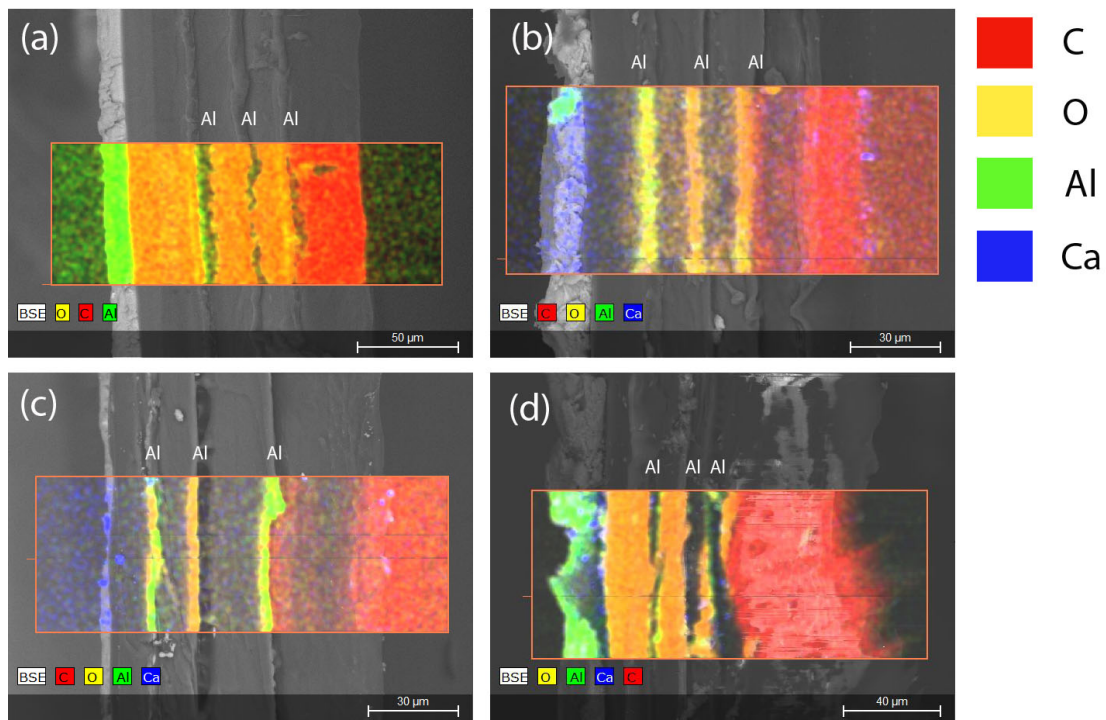 (a)
Al Al Al
BSE O C Al
50 µm
(b)
Al Al Al
BSE C O Al Ca
30 µm
C
O
Al
Ca
(c)
Al Al Al
BSE C O Al Ca
30 µm
(d)
Al Al Al
BSE O Al Ca C
40 µm